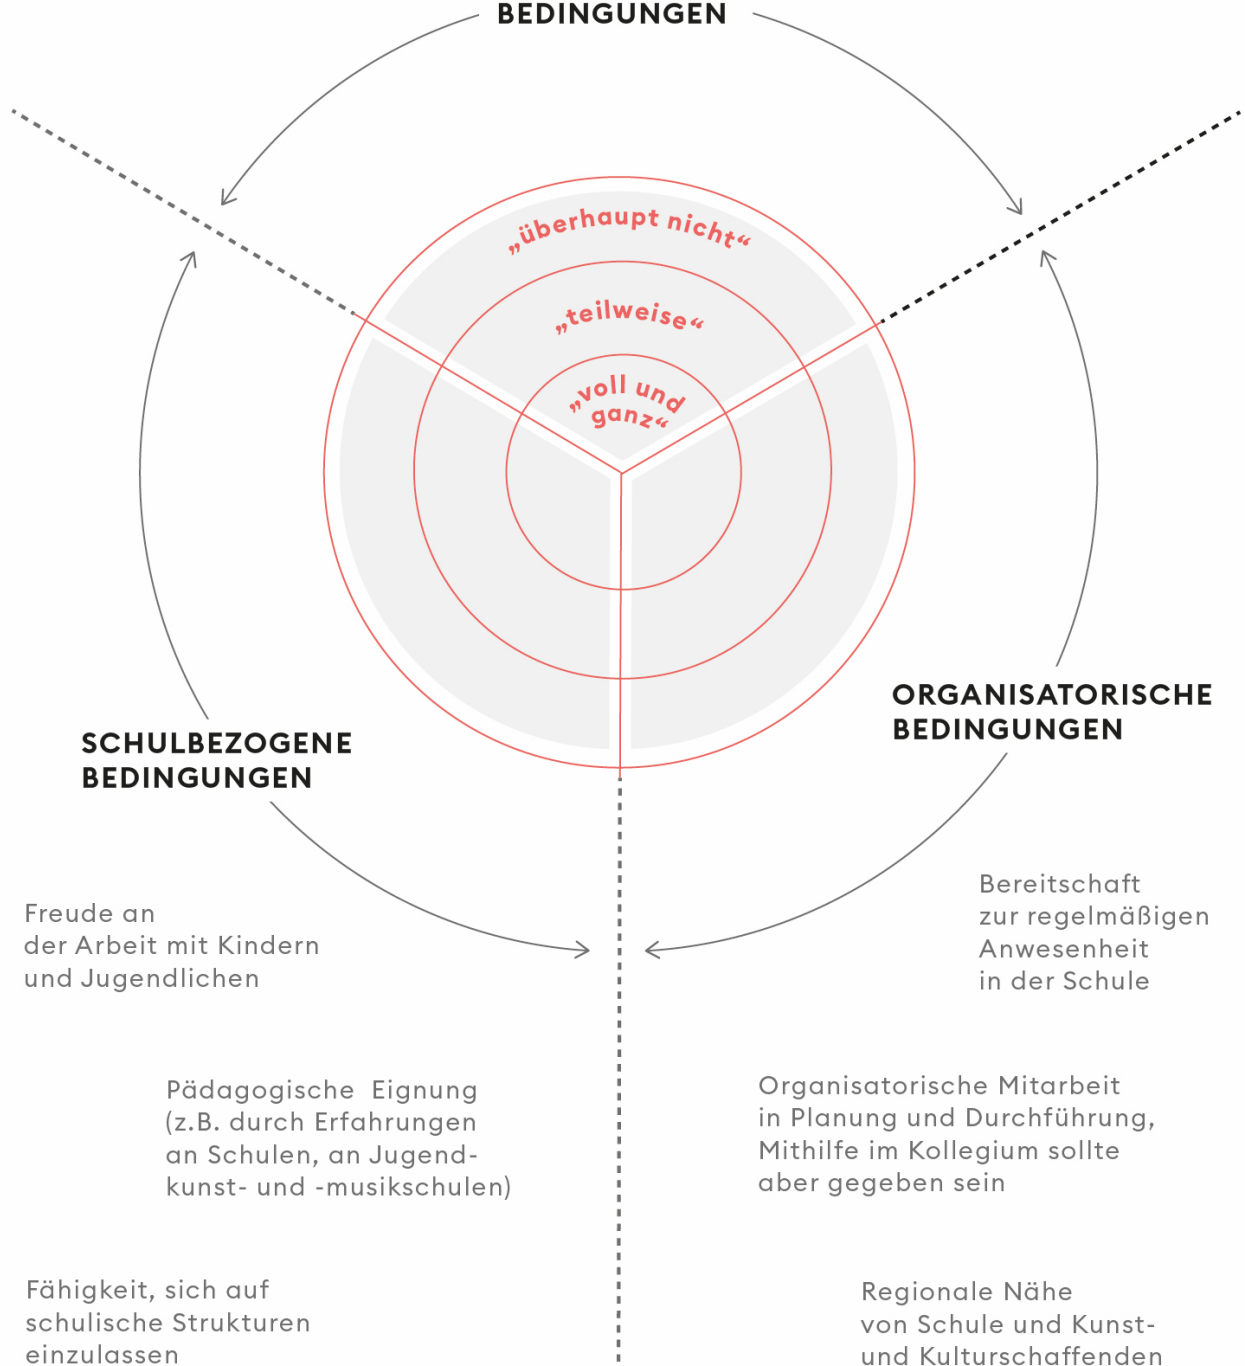 BEDINGUNGEN
„überhaupt nicht“
„teilweise“
„voll und
ganz“
ORGANISATORISCHE
BEDINGUNGEN
SCHULBEZOGENE
BEDINGUNGEN
Freude an
der Arbeit mit Kindern
und Jugendlichen
Bereitschaft
zur regelmäßigen
Anwesenheit
in der Schule
Pädagogische Eignung
(z.B. durch Erfahrungen
an Schulen, an Jugend-
kunst- und -musikschulen)
Organisatorische Mitarbeit
in Planung und Durchführung,
Mithilfe im Kollegium sollte
aber gegeben sein
Fähigkeit, sich auf
schulische Strukturen
einzulassen
Regionale Nähe
von Schule und Kunst-
und Kulturschaffenden